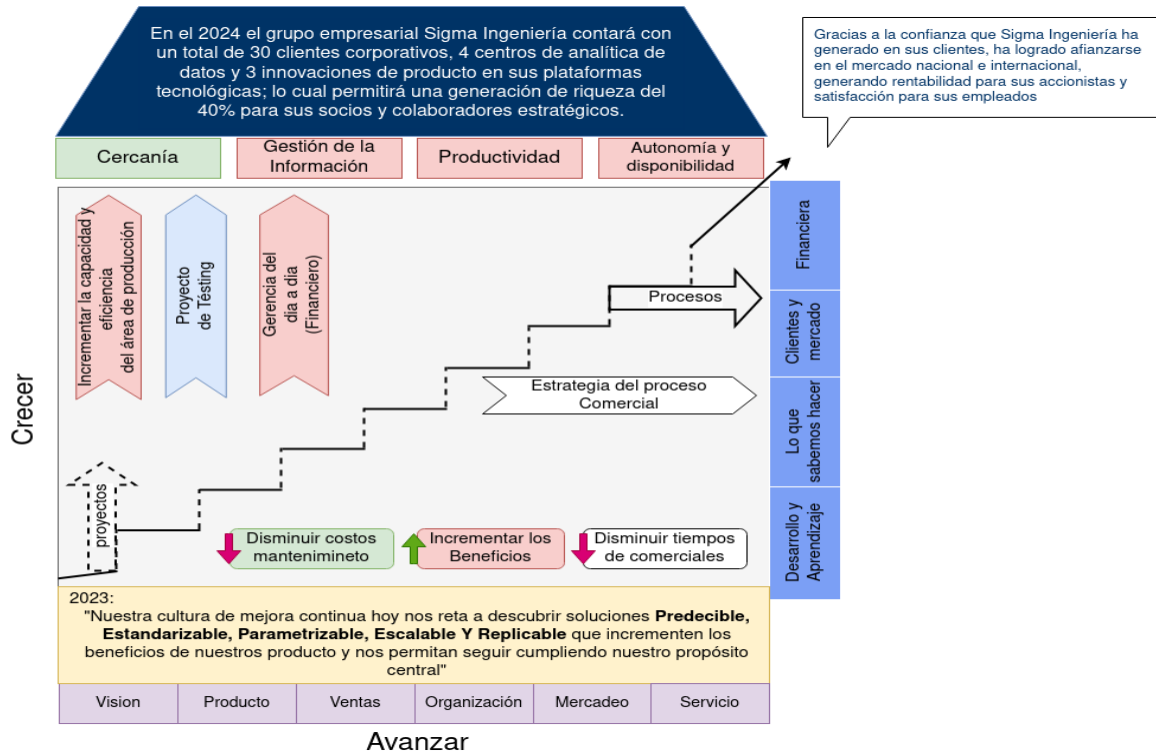 En el 2024 el grupo empresarial Sigma Ingeniería contará con
un total de 30 clientes corporativos, 4 centros de analítica de
datos y 3 innovaciones de producto en sus plataformas
tecnológicas; lo cual permitirá una generación de riqueza del
40% para sus socios y colaboradores estratégicos.
Gracias a la confianza que Sigma Ingeniería ha
generado en sus clientes, ha logrado afianzarse
en el mercado nacional e internacional,
generando rentabilidad para sus accionistas y
satisfacción para sus empleados
Cercanía
Gestión de la
Información
Productividad
Autonomía y
disponibilidad
Incrementar la capacidad y
eficiencia
del área de producción
Proyecto
de Tésting
Gerencia del
dia a dia
(Financiero)
Financiera
Procesos
Clientes y
mercado
Estrategia del proceso
Comercial
Lo que
sabemos hacer
Crecer
proyectos
Disminuir costos
mantenimineto
Incrementar los
Beneficios
Disminuir tiempos
de comerciales
Desarrollo y
Aprendizaje
2023:
"Nuestra cultura de mejora continua hoy nos reta a descubrir soluciones Predecible,
Estandarizable, Parametrizable, Escalable Y Replicable que incrementen los
beneficios de nuestros producto y nos permitan seguir cumpliendo nuestro propósito
central"
Vision
Producto
Ventas
Organización
Mercadeo
Servicio
Avanzar